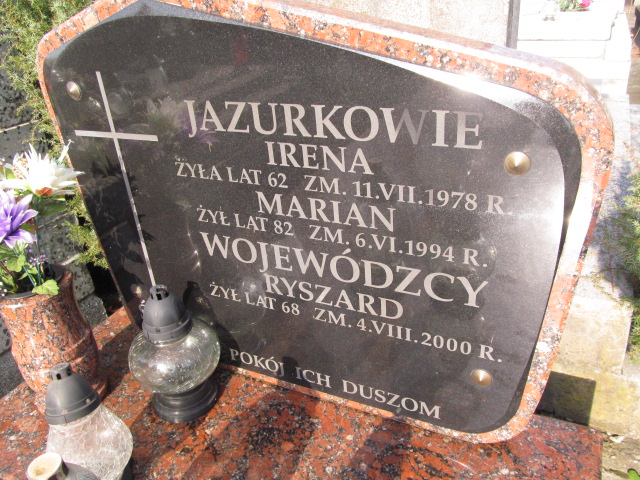 JAZURKOWIE
IRENA
ŻYŁA LAT 62 ZM. 11.VII.1978 R.
MARIAN
ŻYŁ LAT 82 ZM. 6.VI.1994 R.
WOJEWÓDZCY
RYSZARD
ŻYŁ LAT 68 ZM. 4.VIII.2000 R.
POKÓJ ICH DUSZOM